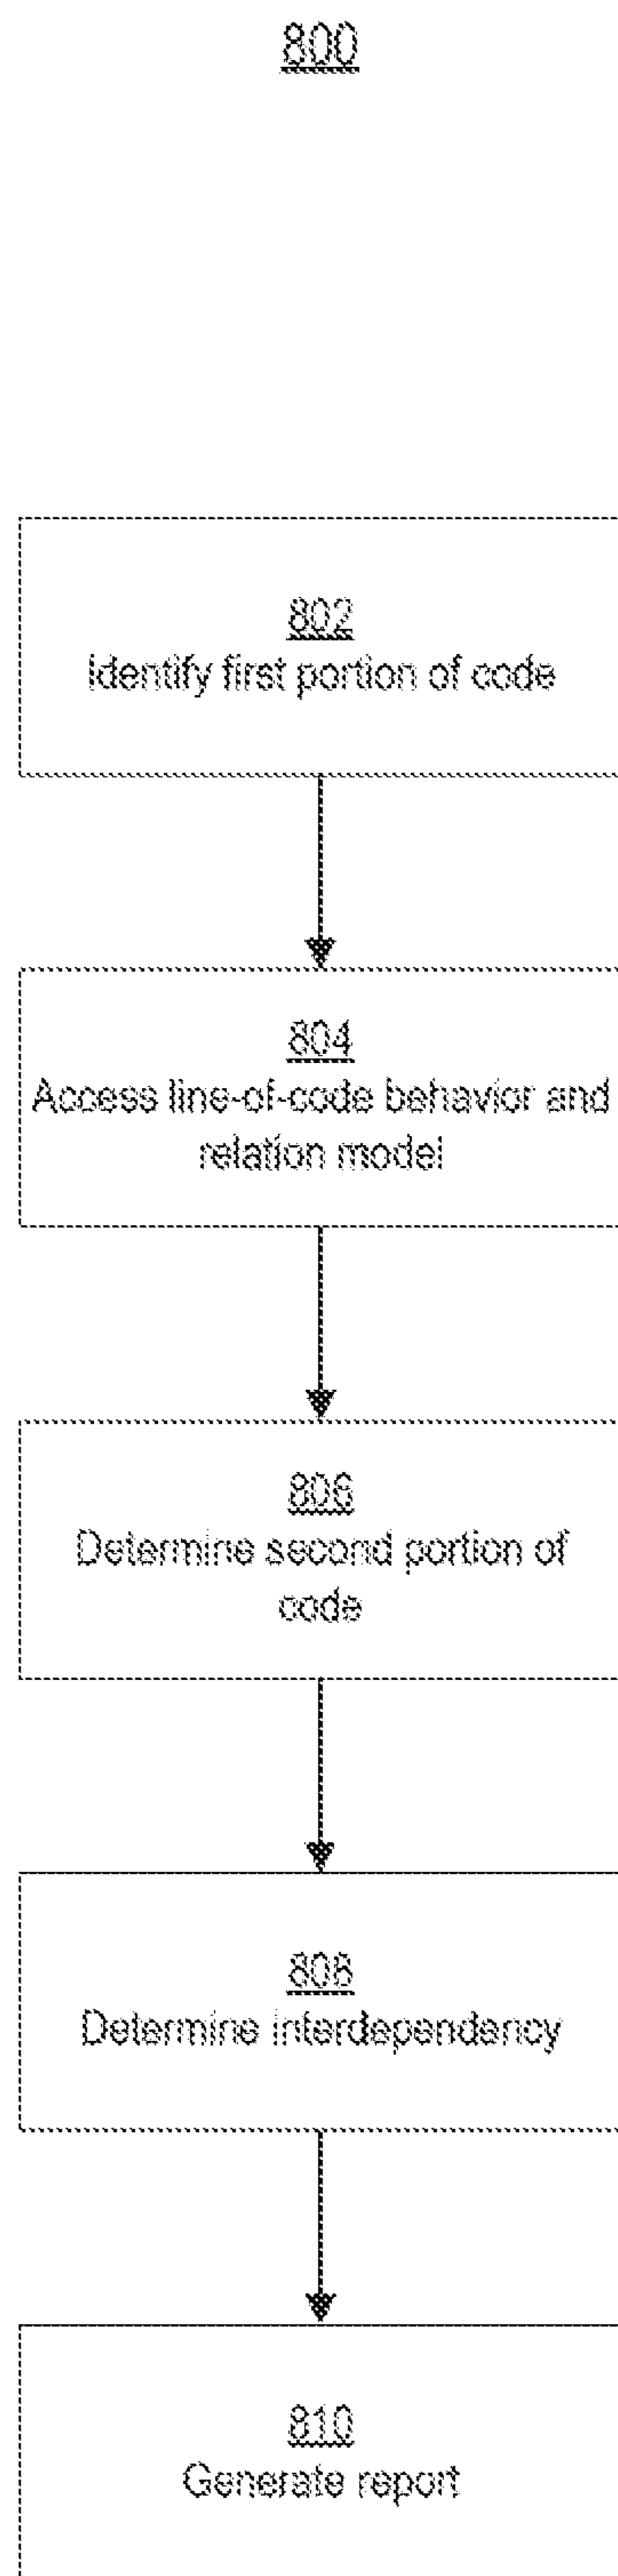 800
802
Identify first portion of code
804
Access line-of-code behavior and
relation model
806
Determine second portion of
code
808
Determine interdependency
810
Generate report